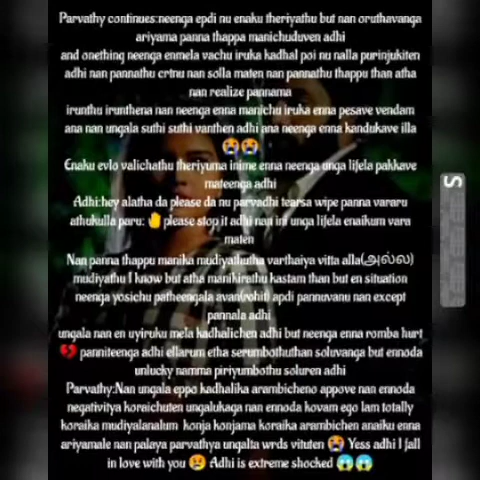 Parvathy continues:neenga epdi nu enaku theriyathu but nan oruthavanga
ariyama panna thappa manichuduven adhi
and onething neenga enmela vachu iruka kadhal poi nu nalla purinjukiten
adhi nan pannathu crtnu nan solla maten nan pannathu thappu than atha
nan realize pannama
irunthu irunthena nan neenga enna manichu iruka enna pesave vendam
ana nan ungala suthi suthi vanthen adhi ana neenga enna kandukave illa
😭😭
Enaku evlo valichathu theriyuma inime enna neenga unga lifela pakkave
mateenga adhi
Adhi:hey alatha da please da nu parvadhi tearsa wipe panna vararu
athukulla paru: 🤚 please stop it adhi nan inf unga lifela enaikum vara
maten
Nan panna thappu manika mudiyathutha varthaiya vitta alla(அல்ல)
mudiyathu I know but atha manikirathu kastam than but en situation
neenga yosichu patheengala avan(rohit) apdi pannuvanu nan except
pannala adhi
ungala nan en uyiruku mela kadhalichen adhi but neenga enna romba hurt
💔 panniteenga adhi ellarum etha serumbothuthan soluvanga but ennoda
unlucky namma piriyumbothu soluren adhi
Parvathy:Nan ungala eppo kadhalika arambicheno appove nan ennoda
negativitya koraichuten ungalukaga nan ennoda kovam ego lam totally
koraika mudiyalanalum konja konjama koraika arambichen anaiku enna
ariyamale nan palaya parvathya ungalta wrds vituten 😭 Yess adhi I fall
in love with you 😢 Adhi is extreme shocked 😱😱
S